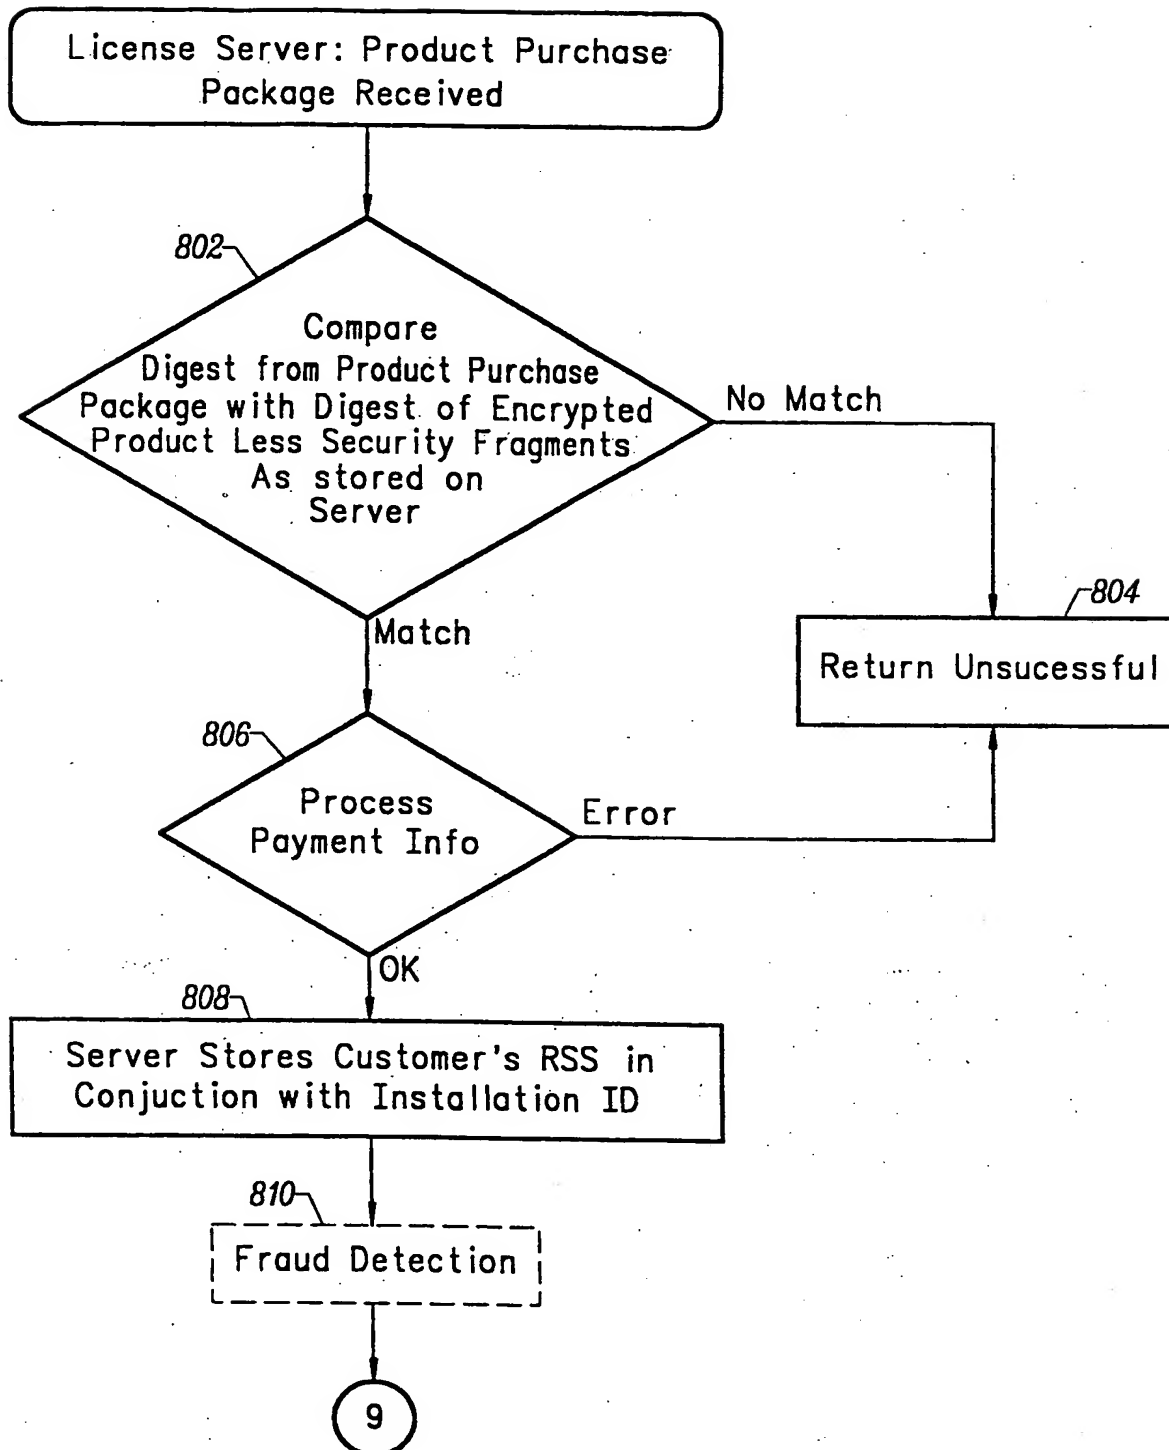 License Server: Product Purchase
Package Received
802
Compare
Digest from Product Purchase
Package with Digest of Encrypted
Product Less Security Fragments
As stored on
Server
No Match
Match
804
Return Unsucessful
806
Process
Payment Info
Error
OK
808
Server Stores Customer's RSS in
Conjuction with Installation ID
810
Fraud Detection
9